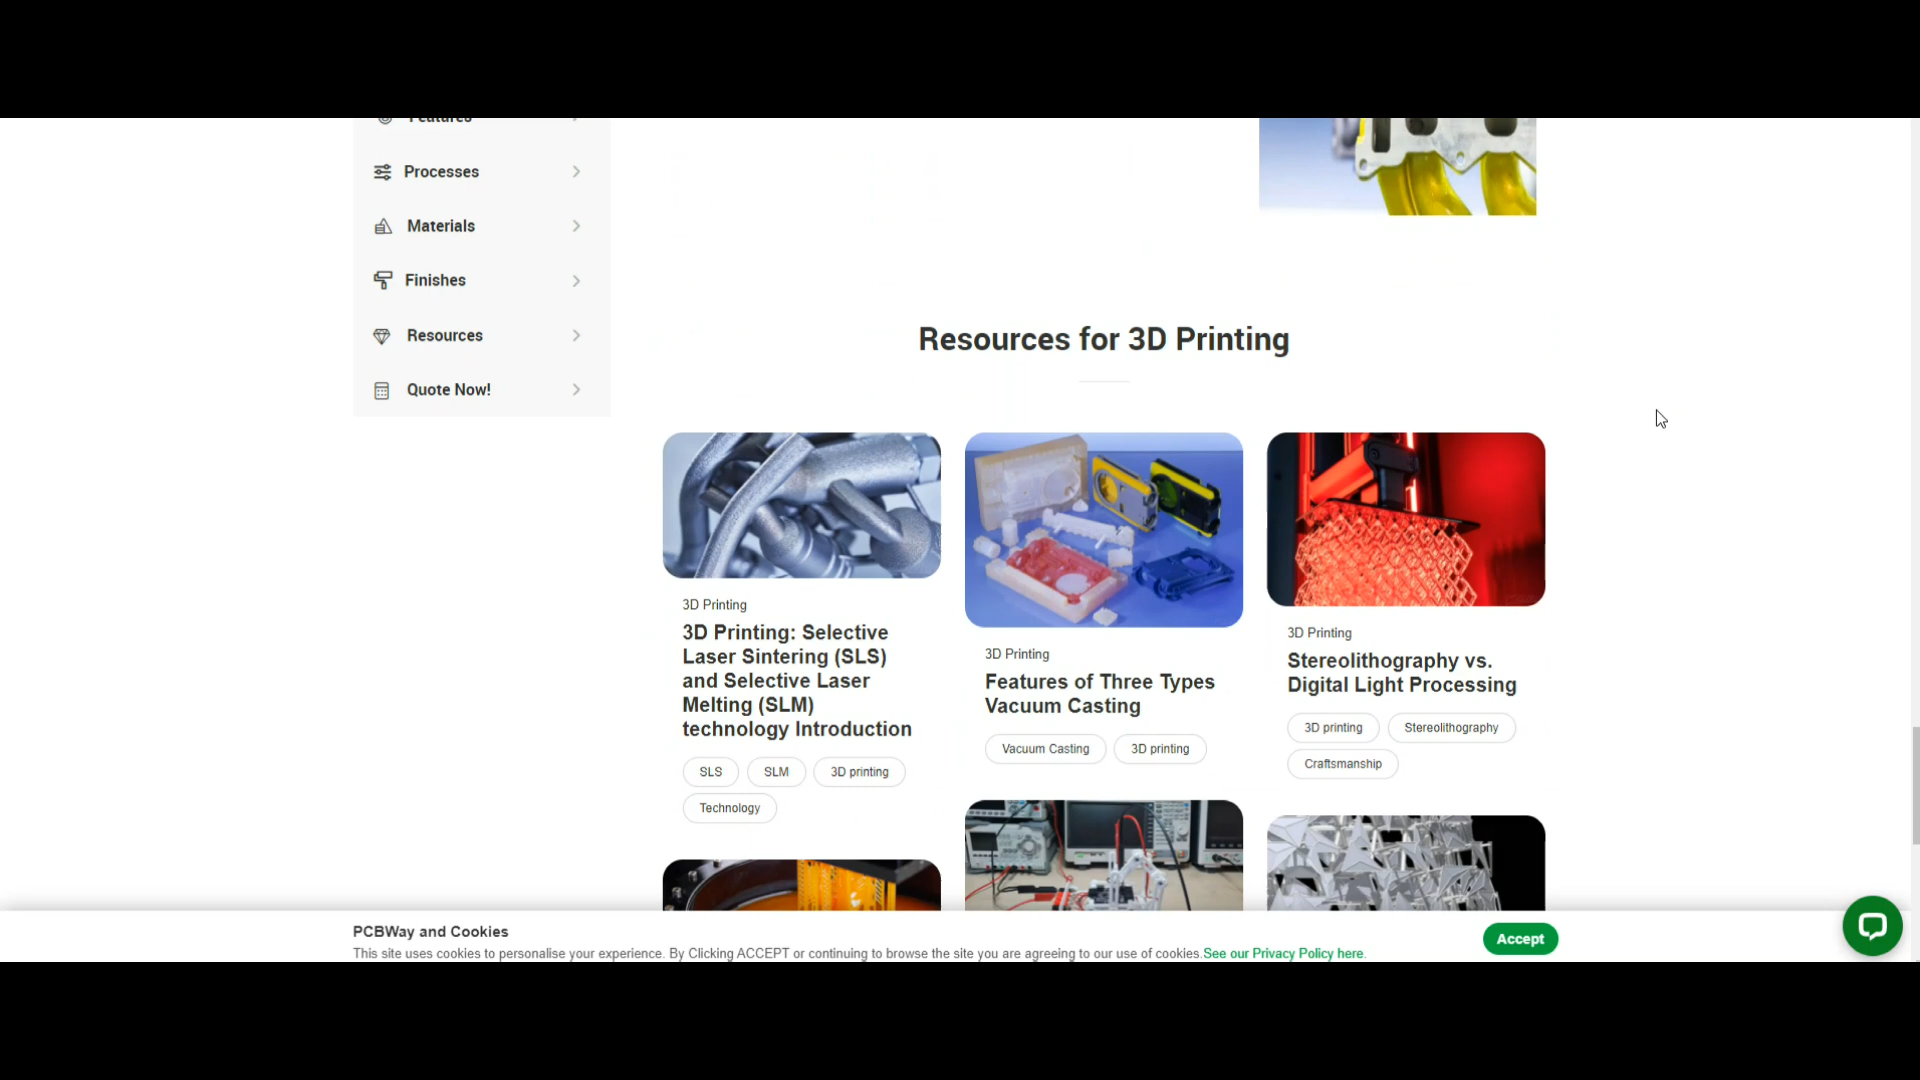 Features
Processes
Materials
Finishes
Resources
Quote Now!
Resources for 3D Printing
3D Printing
3D Printing: Selective
Laser Sintering (SLS)
and Selective Laser
Melting (SLM)
technology Introduction
SLS
SLM
3D printing
Technology
3D Printing
Features of Three Types
Vacuum Casting
Vacuum Casting
3D printing
3D Printing
Stereolithography vs.
Digital Light Processing
3D printing
Stereolithography
Craftsmanship
PCBWay and Cookies
This site uses cookies to personalise your experience. By Clicking ACCEPT or continuing to browse the site you are agreeing to our use of cookies.See our Privacy Policy here.
Accept